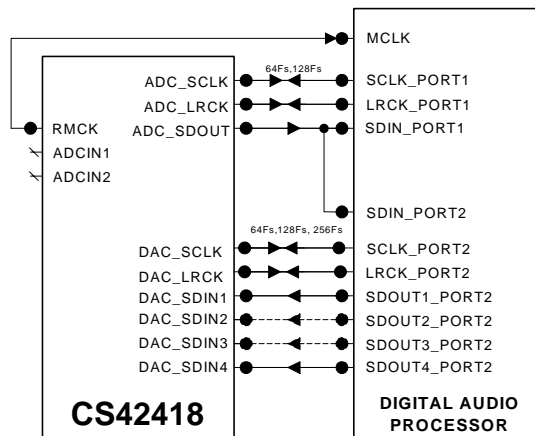 MCLK
64Fs,128Fs
ADC_SCLK SCLK_PORT1
ADC_LRCK LRCK_PORT1
RMCK ADC_SDOUT SDIN_PORT1
ADCIN1
ADCIN2
SDIN_PORT2
64Fs,128Fs, 256Fs
DAC_SCLK SCLK_PORT2
DAC_LRCK LRCK_PORT2
DAC_SDIN1 SDOUT1_PORT2
DAC_SDIN2 SDOUT2_PORT2
DAC_SDIN3 SDOUT3_PORT2
DAC_SDIN4 SDOUT4_PORT2
CS42418
DIGITAL AUDIO
PROCESSOR